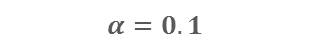 α = 0.1